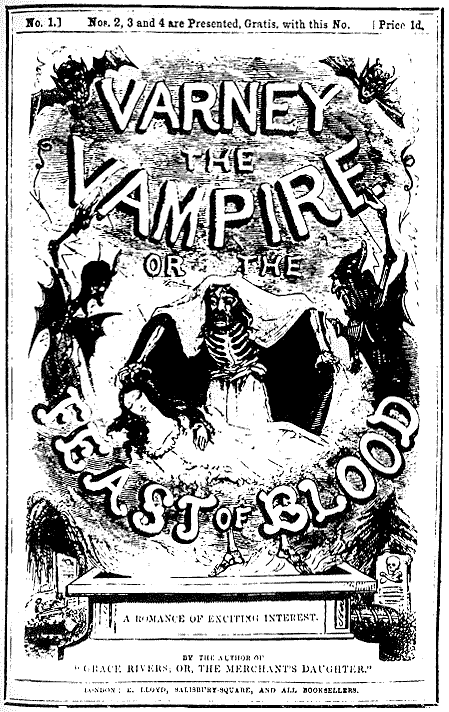 No. 1.] Nos. 2, 3 and 4 are Presented, Gratis, with this No. [Price 1d.
VARNEY
THE
VAMPIRE
OR THE
FEAST OF BLOOD
A ROMANCE OF EXCITING INTEREST.
BY THE AUTHOR OF
"GRACE RIVERS; OR, THE MERCHANT'S DAUGHTER."
LONDON: E. LLOYD, SALISBURY-SQUARE, AND ALL BOOKSELLERS.